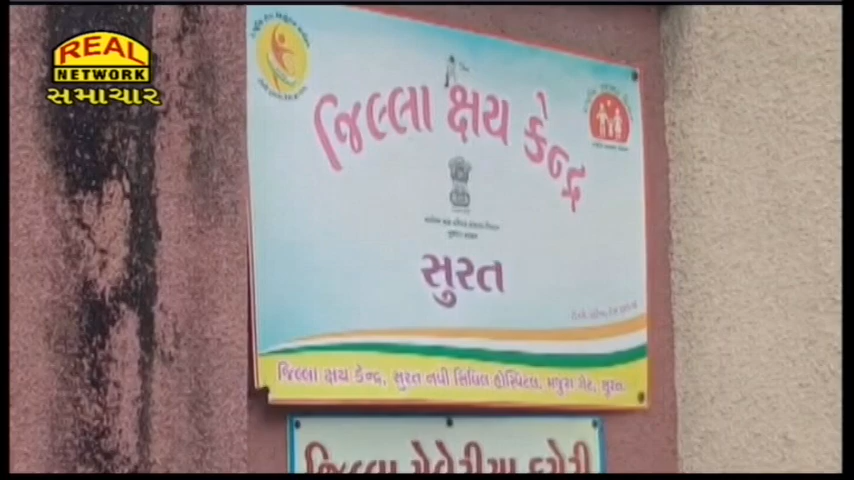 REAL
NETWORK
સમાચાર
જિલ્લા ક્ષય કેન્દ્ર
સુરત
જિલ્લા ક્ષય કેન્દ્ર, સુરત નવી સિવિલ હોસ્પિટલ, મજુરા ગેટ, સુરત.
જિલ્લા